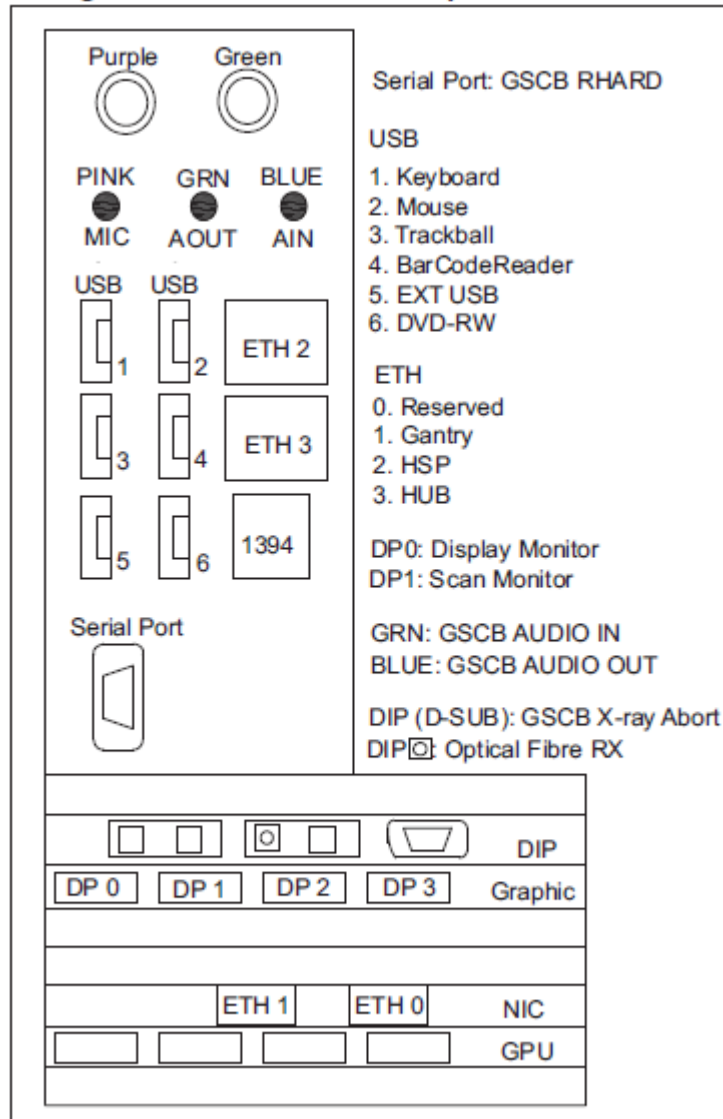 Purple Green
PINK GRN BLUE
MIC AOUT AIN
USB USB
1 2 ETH 2
3 4 ETH 3
5 6 1394
Serial Port
Serial Port: GSCB RHARD
USB
1. Keyboard
2. Mouse
3. Trackball
4. BarCodeReader
5. EXT USB
6. DVD-RW
ETH
0. Reserved
1. Gantry
2. HSP
3. HUB
DP0: Display Monitor
DP1: Scan Monitor
GRN: GSCB AUDIO IN
BLUE: GSCB AUDIO OUT
DIP (D-SUB): GSCB X-ray Abort
DIP : Optical Fibre RX
DIP
DP 0 DP 1 DP 2 DP 3 Graphic
ETH 1 ETH 0 NIC
GPU